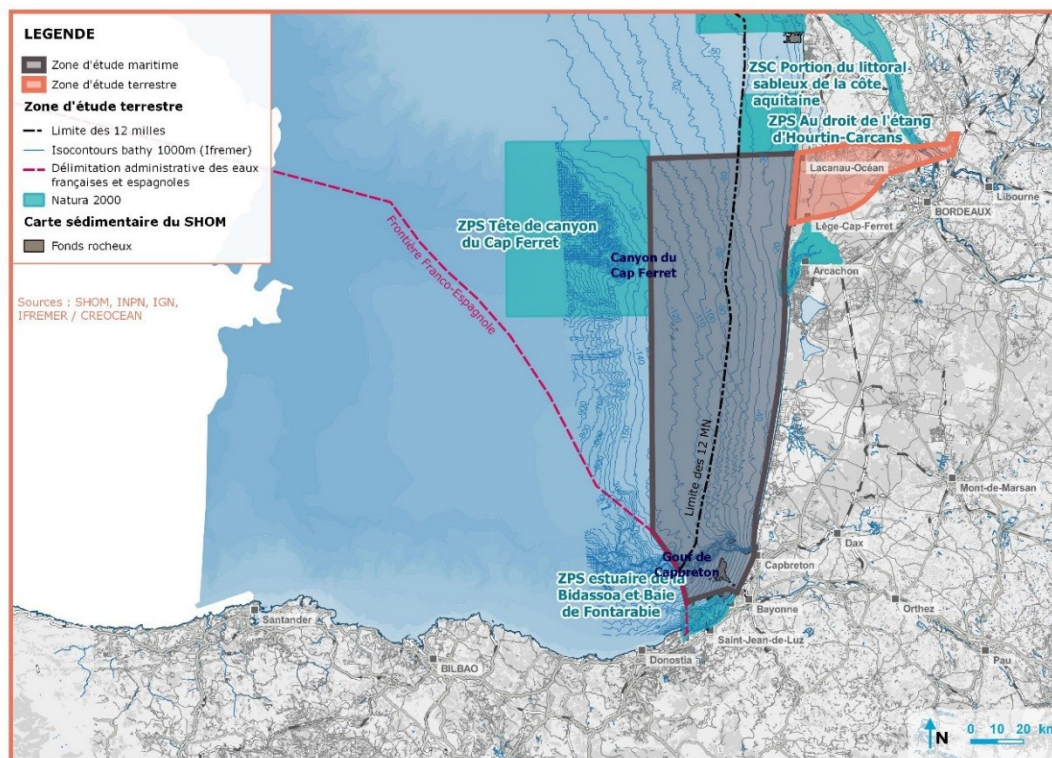 LEGENDE
Zone d'étude maritime
Zone d'étude terrestre
Zone d'étude terrestre
Limite des 12 milles
Isocontours bathy 1000m (Ifremer)
Délimitation administrative des eaux
françaises et espagnoles
Natura 2000
Carte sédimentaire du SHOM
Fonds rocheux
Sources : SHOM, INPN, IGN,
IFREMER / CREOCEAN
ZSC Portion du littoral
sableux de la côte
aquitaine
ZPS Au droit de l'étang
d'Hourtin-Carcans
Lacanau-Océan
Libourne
BORDEAUX
Lège-Cap-Ferret
Arcachon
ZPS Tête de canyon
du Cap Ferret
Canyon du
Cap Ferret
Frontière Franco-Espagnole
Limite des 12 MN
Mont-de-Marsan
Dax
Gouf de
Capbreton
Capbreton
ZPS estuaire de la
Bidassoa et Baie
de Fontarabie
Bayonne
Orthez
Saint-Jean-de-Luz
Pau
Santander
BILBAO
Donostia
N
0 10 20 km